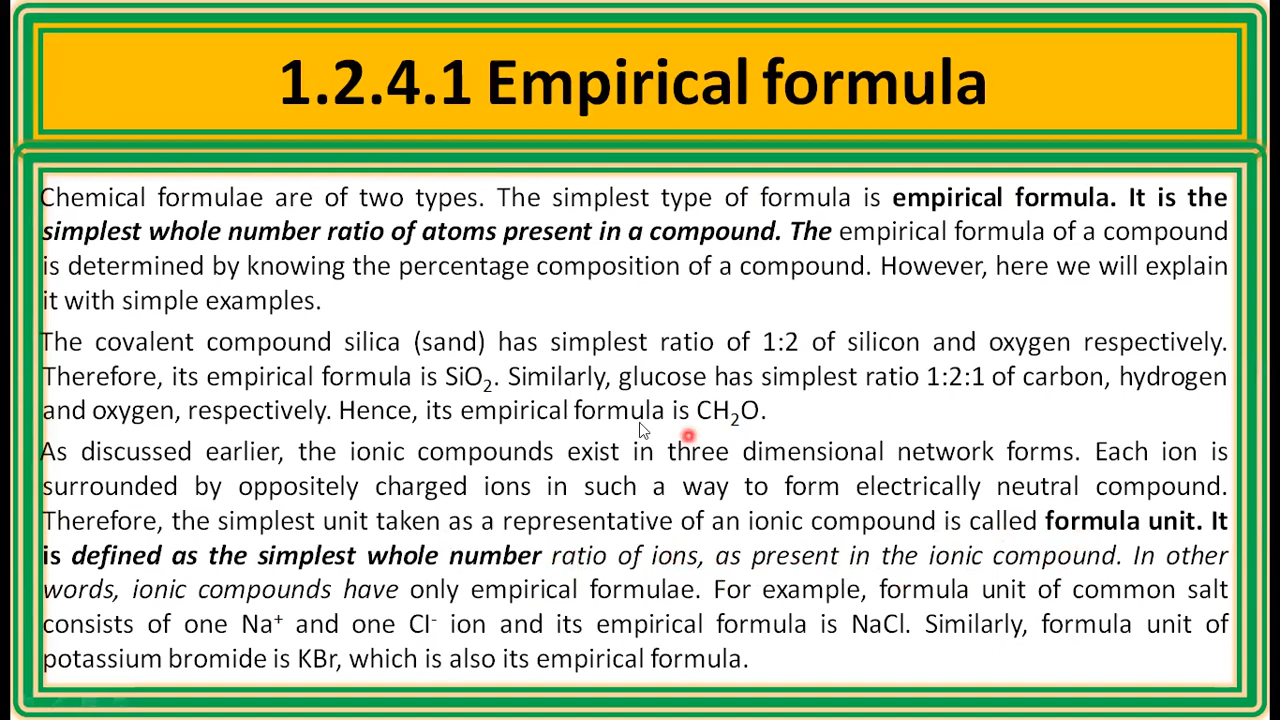 1.2.4.1 Empirical formula
Chemical formulae are of two types. The simplest type of formula is empirical formula. It is the
simplest whole number ratio of atoms present in a compound. The empirical formula of a compound
is determined by knowing the percentage composition of a compound. However, here we will explain
it with simple examples.
The covalent compound silica (sand) has simplest ratio of 1:2 of silicon and oxygen respectively.
Therefore, its empirical formula is SiO₂. Similarly, glucose has simplest ratio 1:2:1 of carbon, hydrogen
and oxygen, respectively. Hence, its empirical formula is CH₂O.
As discussed earlier, the ionic compounds exist in three dimensional network forms. Each ion is
surrounded by oppositely charged ions in such a way to form electrically neutral compound.
Therefore, the simplest unit taken as a representative of an ionic compound is called formula unit. It
is defined as the simplest whole number ratio of ions, as present in the ionic compound. In other
words, ionic compounds have only empirical formulae. For example, formula unit of common salt
consists of one Na⁺ and one Cl⁻ ion and its empirical formula is NaCl. Similarly, formula unit of
potassium bromide is KBr, which is also its empirical formula.